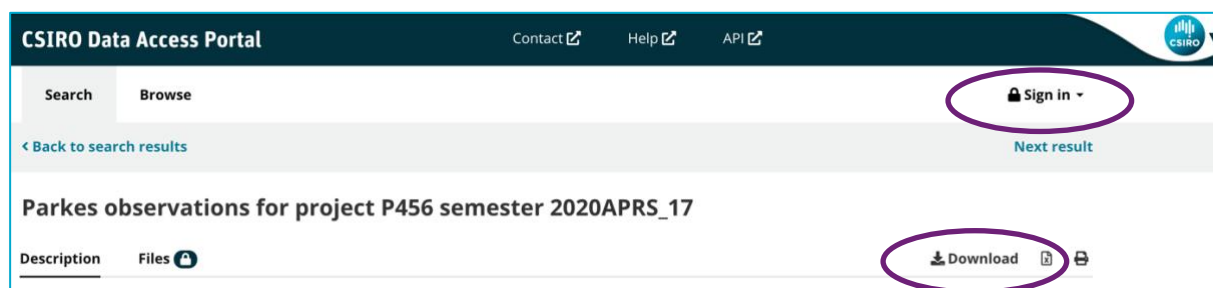 CSIRO Data Access Portal Contact Help API CSIRO
Search Browse Sign in
Back to search results Next result
Parkes observations for project P456 semester 2020APRS_17
Description Files Download